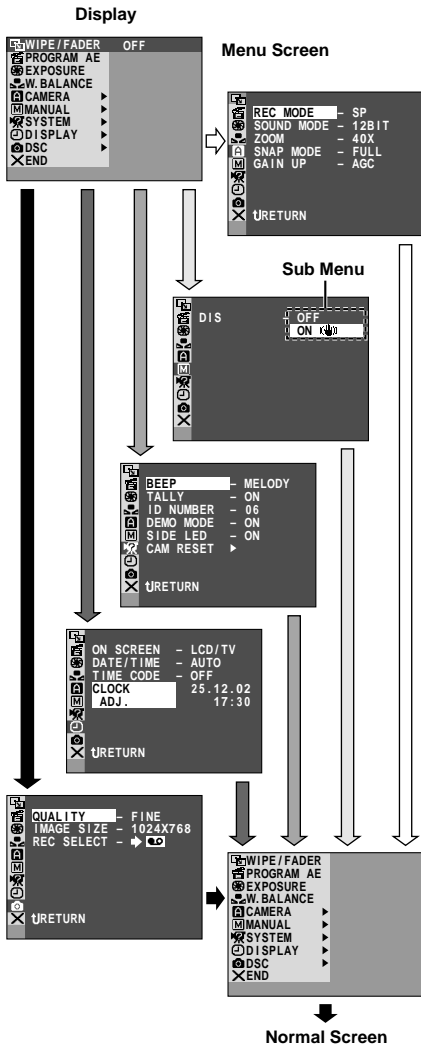 Display
WIPE/FADER OFF
PROGRAM AE
EXPOSURE
W. BALANCE
CAMERA
MANUAL
SYSTEM
DISPLAY
DSC
END
Menu Screen
REC MODE – SP
SOUND MODE – 12BIT
ZOOM – 40X
SNAP MODE – FULL
GAIN UP – AGC
RETURN
Sub Menu
DIS – OFF
ON
BEEP – MELODY
TALLY – ON
ID NUMBER – 06
DEMO MODE – ON
SIDE LED – ON
CAM RESET
RETURN
ON SCREEN – LCD/TV
DATE/TIME – AUTO
TIME CODE – OFF
CLOCK 25.12.02
ADJ. 17:30
RETURN
QUALITY – FINE
IMAGE SIZE – 1024X768
REC SELECT –
RETURN
WIPE/FADER
PROGRAM AE
EXPOSURE
W. BALANCE
CAMERA
MANUAL
SYSTEM
DISPLAY
DSC
END
Normal Screen